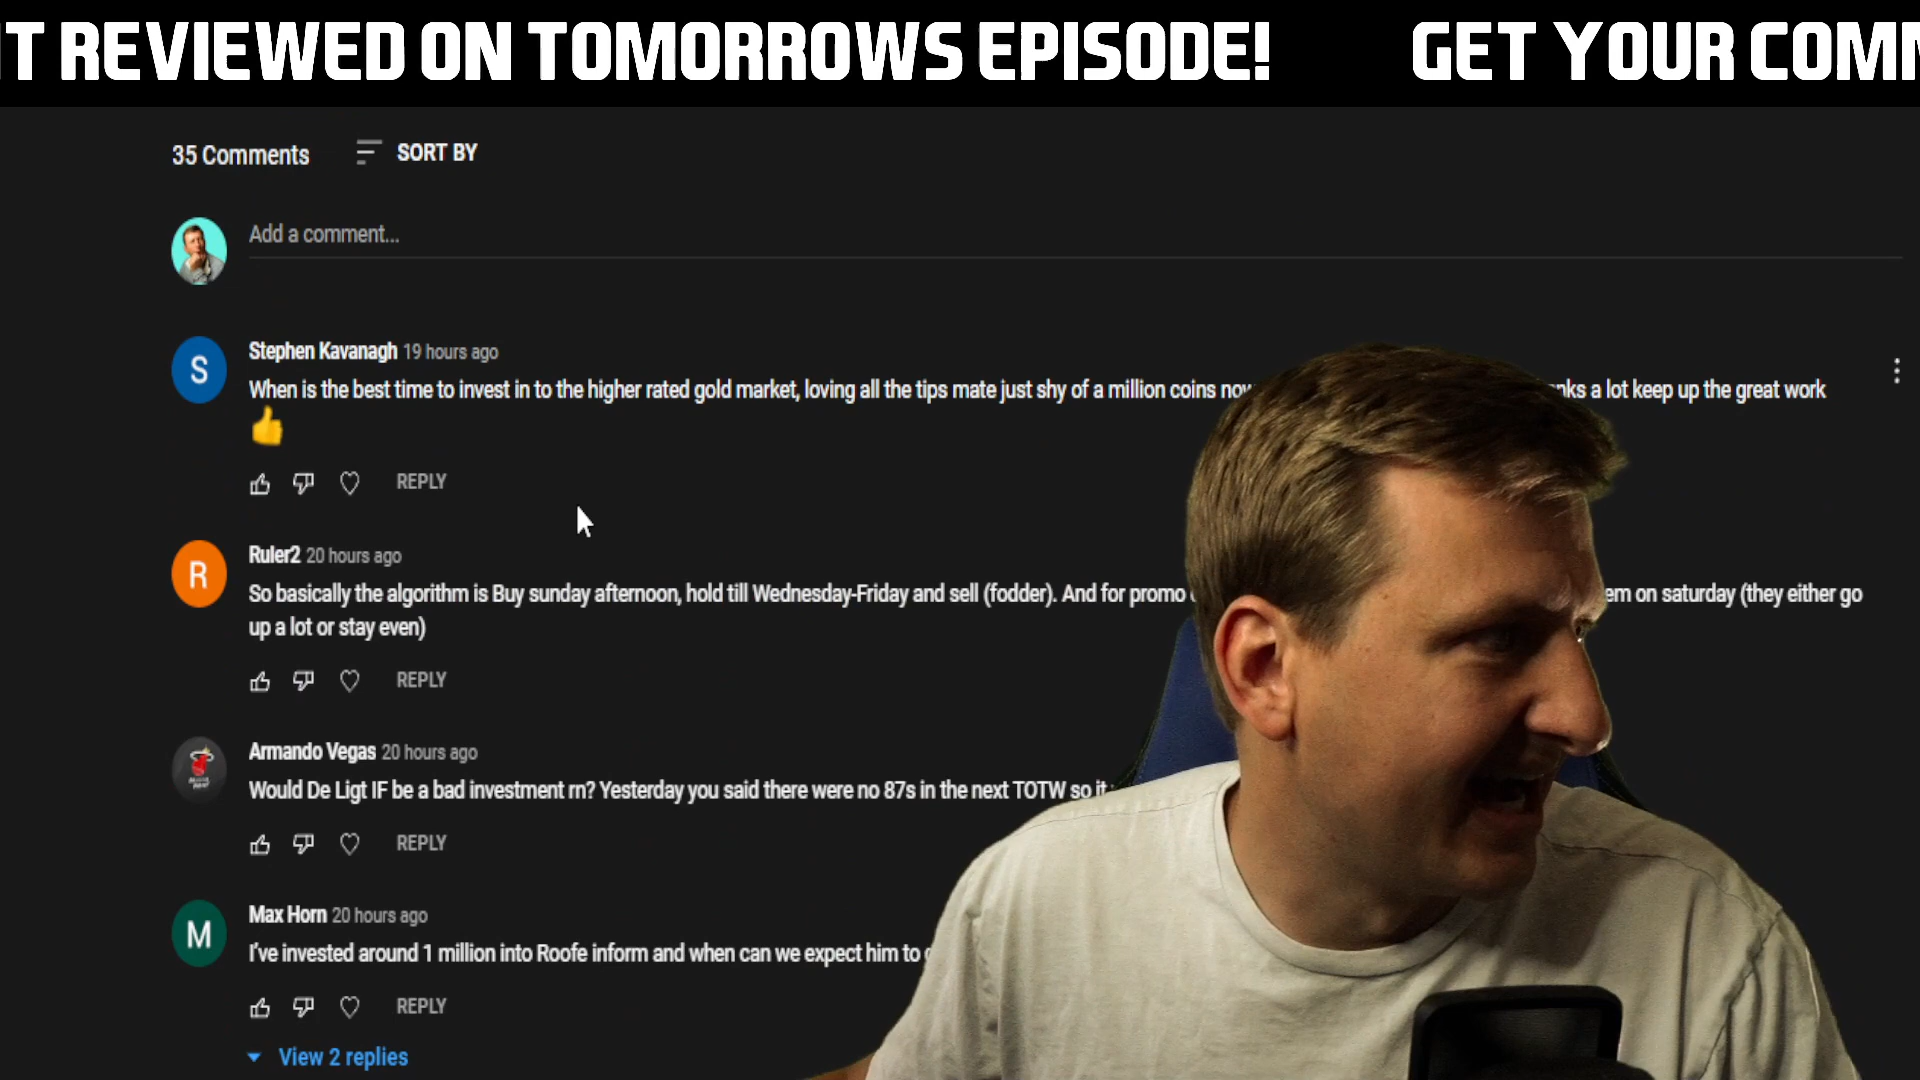 T REVIEWED ON TOMORROWS EPISODE! GET YOUR COMM
35 Comments SORT BY
Add a comment...
Stephen Kavanagh 19 hours ago
When is the best time to invest in to the higher rated gold market, loving all the tips mate just shy of a million coins now a lot keep up the great work
👍
REPLY
Ruler2 20 hours ago
So basically the algorithm is Buy sunday afternoon, hold till Wednesday-Friday and sell (fodder). And for promo on saturday (they either go
up a lot or stay even)
REPLY
Armando Vegas 20 hours ago
Would De Ligt IF be a bad investment rn? Yesterday you said there were no 87s in the next TOTW so it
REPLY
Max Horn 20 hours ago
I've invested around 1 million into Roofe inform and when can we expect him to
REPLY
View 2 replies
S
R
M